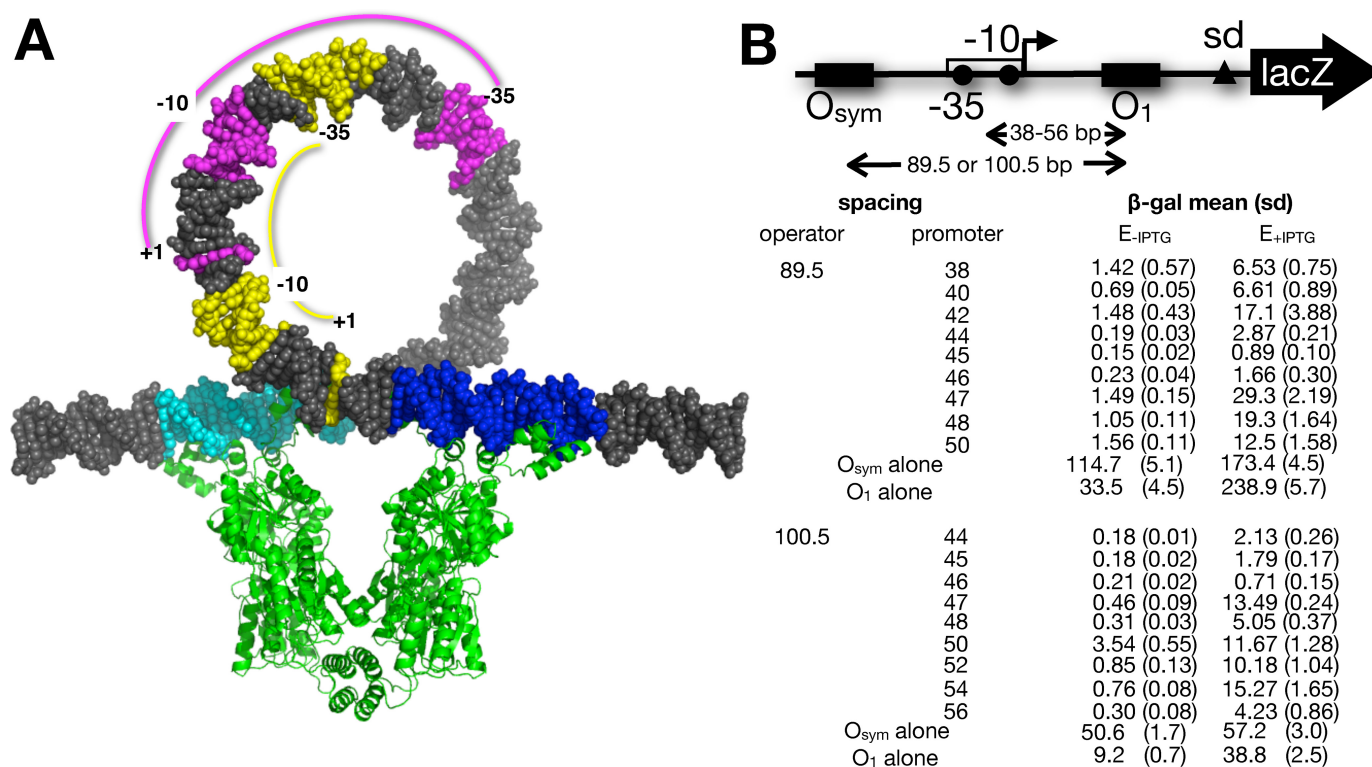 A
-10
-35
-35
+1
-10
+1
B
-10
sd
lacZ
Osym
-35
O1
38-56 bp
89.5 or 100.5 bp
spacing β-gal mean (sd)
operator promoter E-IPTG E+IPTG
89.5 38 1.42 (0.57) 6.53 (0.75)
40 0.69 (0.05) 6.61 (0.89)
42 1.48 (0.43) 17.1 (3.88)
44 0.19 (0.03) 2.87 (0.21)
45 0.15 (0.02) 0.89 (0.10)
46 0.23 (0.04) 1.66 (0.30)
47 1.49 (0.15) 29.3 (2.19)
48 1.05 (0.11) 19.3 (1.64)
50 1.56 (0.11) 12.5 (1.58)
Osym alone 114.7 (5.1) 173.4 (4.5)
O1 alone 33.5 (4.5) 238.9 (5.7)
100.5 44 0.18 (0.01) 2.13 (0.26)
45 0.18 (0.02) 1.79 (0.17)
46 0.21 (0.02) 0.71 (0.15)
47 0.46 (0.09) 13.49 (0.24)
48 0.31 (0.03) 5.05 (0.37)
50 3.54 (0.55) 11.67 (1.28)
52 0.85 (0.13) 10.18 (1.04)
54 0.76 (0.08) 15.27 (1.65)
56 0.30 (0.08) 4.23 (0.86)
Osym alone 50.6 (1.7) 57.2 (3.0)
O1 alone 9.2 (0.7) 38.8 (2.5)